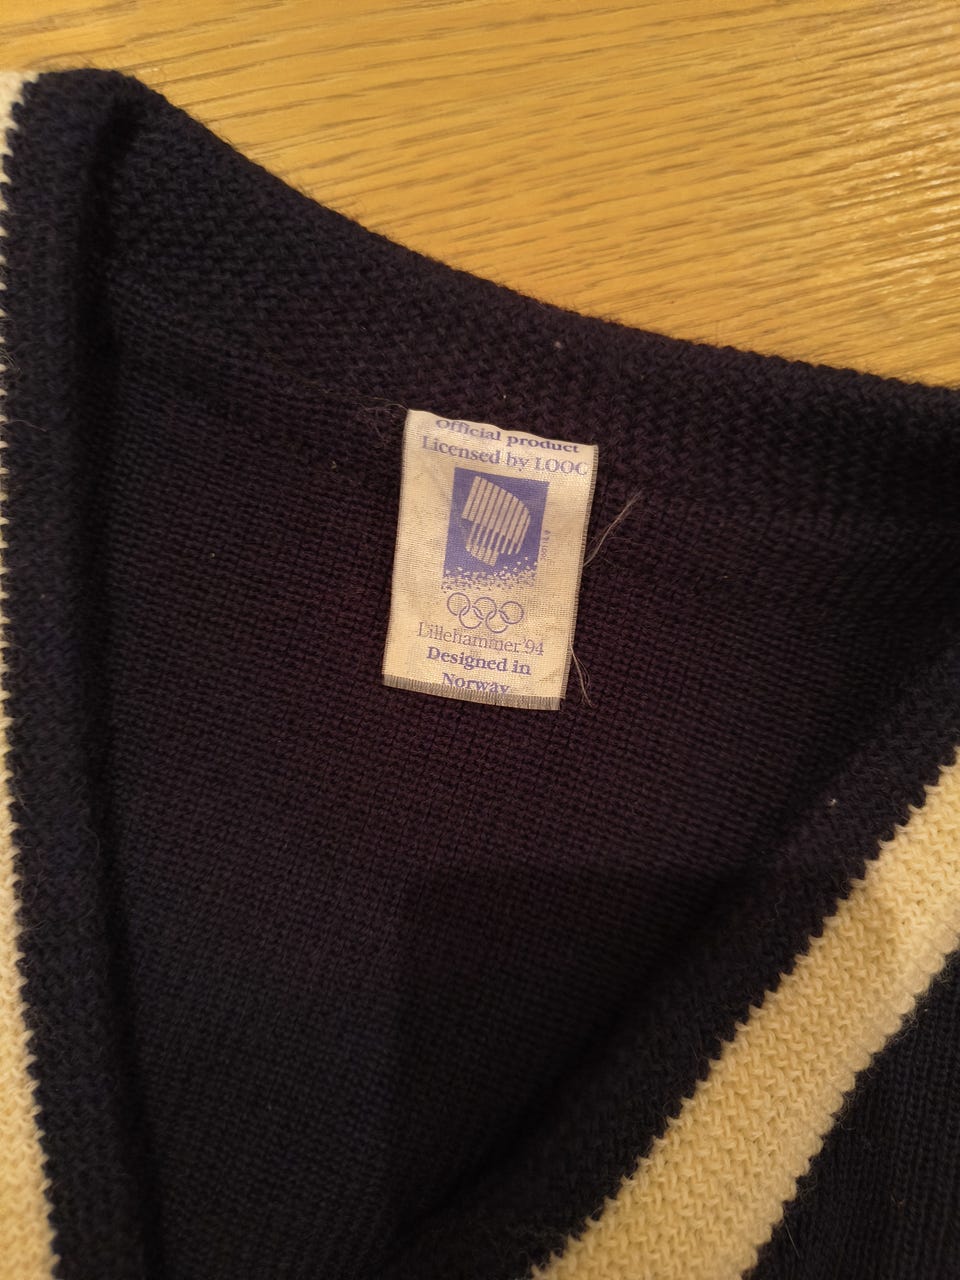 Official product
Licensed by LOOC
Lillehammer'94
Designed in
Norway